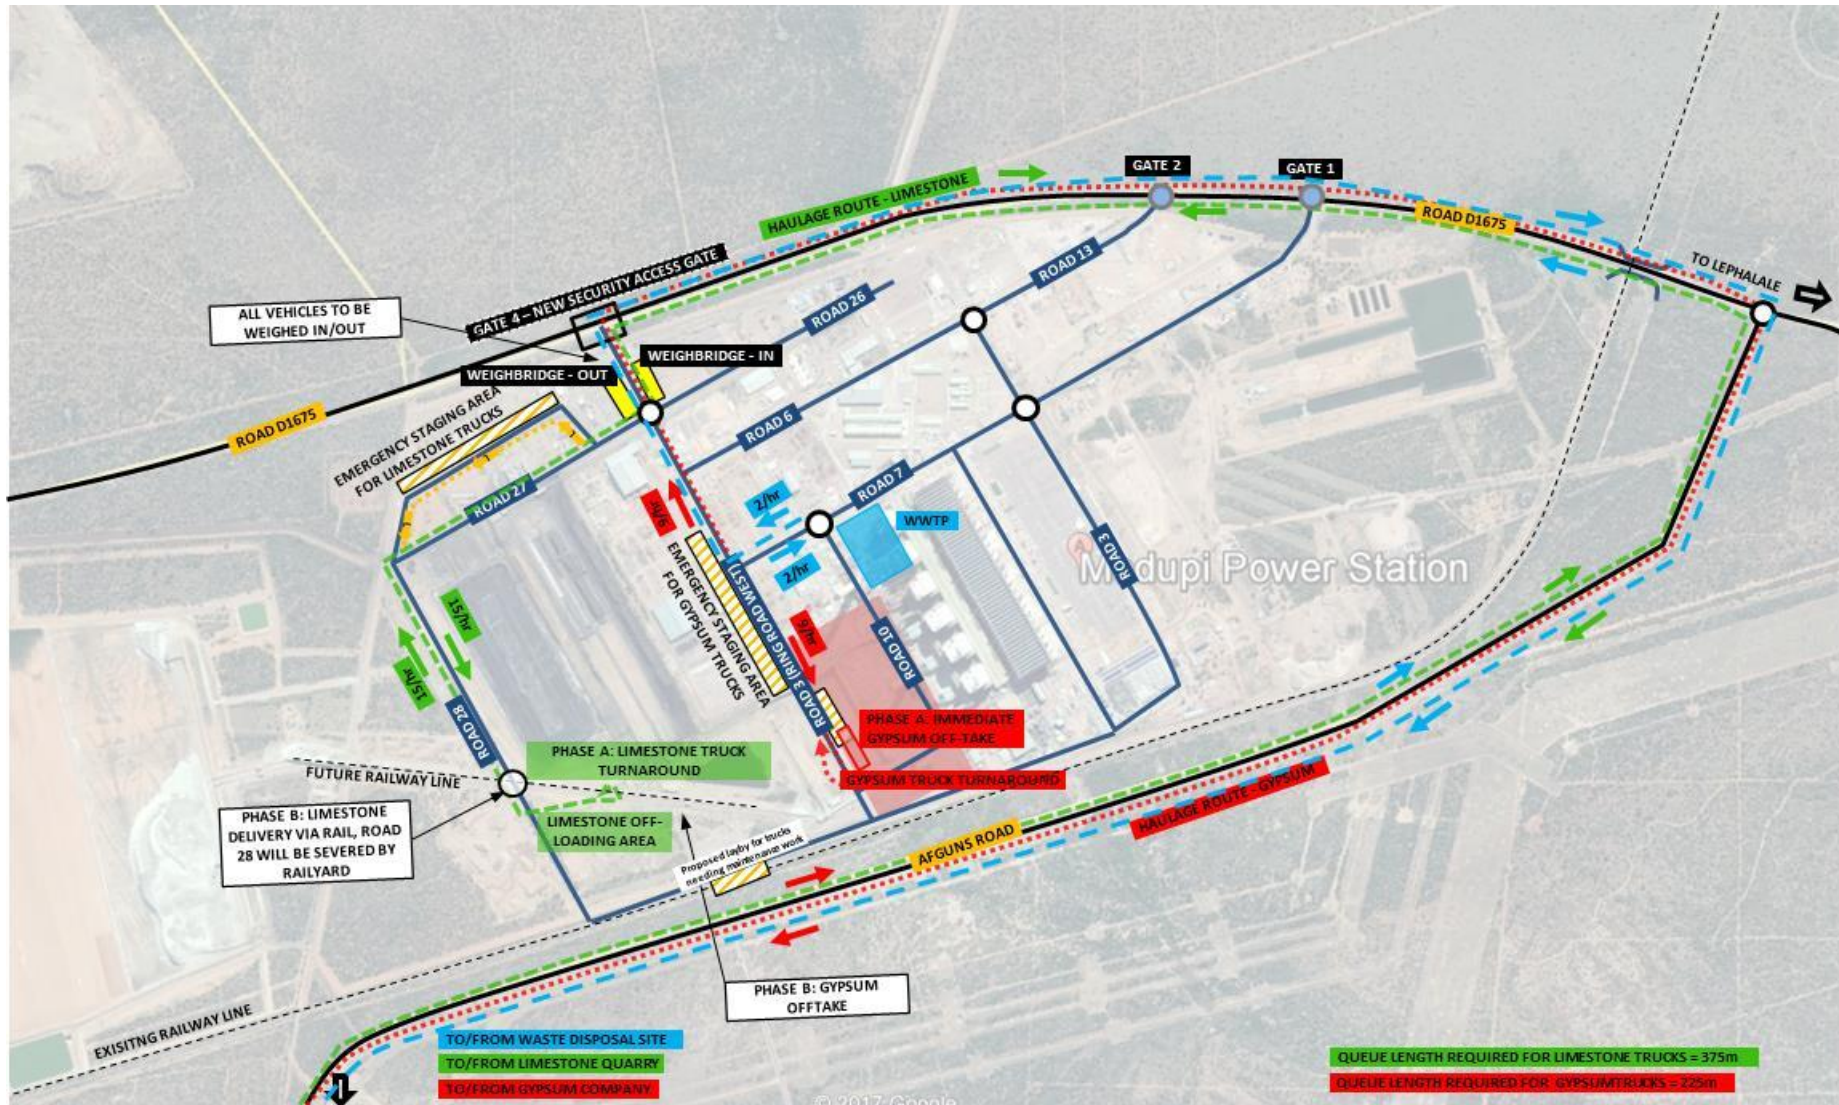 GATE 2
GATE 1
HAULAGE ROUTE - LIMESTONE
ROAD D1675
TO LEPHALALE
ROAD 13
GATE 4 – NEW SECURITY ACCESS GATE
ROAD 26
ALL VEHICLES TO BE
WEIGHED IN/OUT
WEIGHBRIDGE - IN
WEIGHBRIDGE - OUT
ROAD D1675
EMERGENCY STAGING AREA
FOR LIMESTONE TRUCKS
ROAD 6
ROAD 27
ROAD 7
2/hr
WWTP
9/hr
2/hr
ROAD 3
Medupi Power Station
EMERGENCY STAGING AREA
FOR GYPSUM TRUCKS
ROAD 3 (RING ROAD WEST)
9/hr
ROAD 10
15/hr
15/hr
ROAD 28
PHASE A: IMMEDIATE
GYPSUM OFF-TAKE
PHASE A: LIMESTONE TRUCK
TURNAROUND
FUTURE RAILWAY LINE
GYPSUM TRUCK TURNAROUND
HAULAGE ROUTE - GYPSUM
PHASE B: LIMESTONE
DELIVERY VIA RAIL, ROAD
28 WILL BE SEVERED BY
RAILYARD
LIMESTONE OFF-
LOADING AREA
Proposed layby for trucks
needing maintenance work
AFGUNS ROAD
PHASE B: GYPSUM
OFFTAKE
EXISITNG RAILWAY LINE
TO/FROM WASTE DISPOSAL SITE
TO/FROM LIMESTONE QUARRY
TO/FROM GYPSUM COMPANY
QUEUE LENGTH REQUIRED FOR LIMESTONE TRUCKS = 375m
QUEUE LENGTH REQUIRED FOR GYPSUMTRUCKS = 225m
© 2017 Google